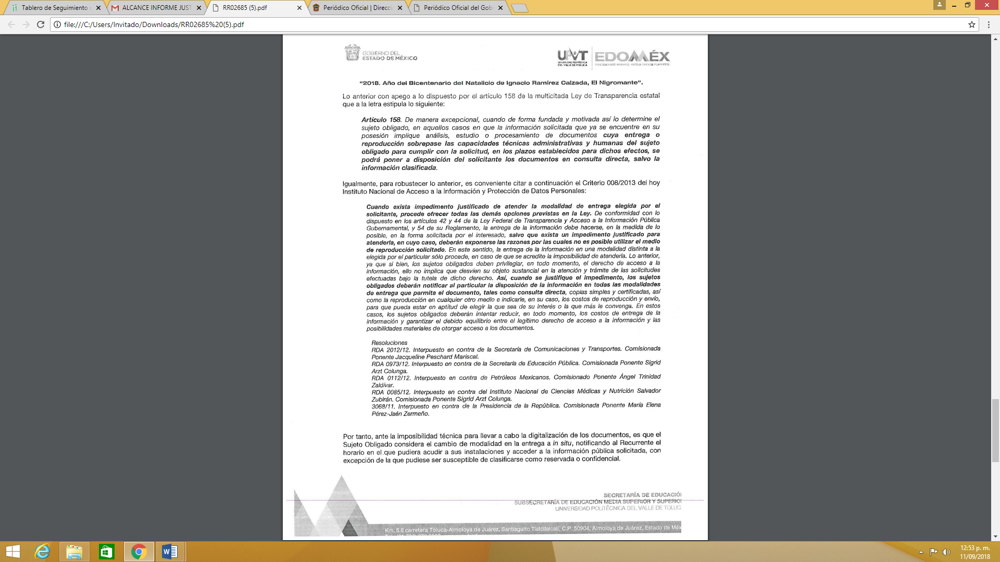 Tablero de Seguimiento
ALCANCE INFORME JUST
RR02685 (5).pdf
Periódico Oficial | Direcci
Periódico Oficial del Gob
file:///C:/Users/Invitado/Downloads/RR02685%20(5).pdf
GOBIERNO DEL
ESTADO DE MÉXICO
UPVT
UNIVERSIDAD POLITÉCNICA
DEL VALLE DE TOLUCA
EDOMÉX
DECISIONES FIRMES, RESULTADOS FUERTES.
“2018. Año del Bicentenario del Natalicio de Ignacio Ramírez Calzada, El Nigromante”.
Lo anterior con apego a lo dispuesto por el artículo 158 de la multicitada Ley de Transparencia estatal
que a la letra estipula lo siguiente:
Artículo 158. De manera excepcional, cuando de forma fundada y motivada así lo determine el
sujeto obligado, en aquellos casos en que la información solicitada que ya se encuentre en su
posesión implique análisis, estudio o procesamiento de documentos cuya entrega o
reproducción sobrepase las capacidades técnicas administrativas y humanas del sujeto
obligado para cumplir con la solicitud, en los plazos establecidos para dichos efectos, se
podrá poner a disposición del solicitante los documentos en consulta directa, salvo la
información clasificada.
Igualmente, para robustecer lo anterior, es conveniente citar a continuación el Criterio 008/2013 del hoy
Instituto Nacional de Acceso a la Información y Protección de Datos Personales:
Cuando exista impedimento justificado de atender la modalidad de entrega elegida por el
solicitante, procede ofrecer todas las demás opciones previstas en la Ley. De conformidad con lo
dispuesto en los artículos 42 y 44 de la Ley Federal de Transparencia y Acceso a la Información Pública
Gubernamental, y 54 de su Reglamento, la entrega de la información debe hacerse, en la medida de lo
posible, en la forma solicitada por el interesado, salvo que exista un impedimento justificado para
atenderla, en cuyo caso, deberán exponerse las razones por las cuales no es posible utilizar el medio
de reproducción solicitado. En este sentido, la entrega de la información en una modalidad distinta a la
elegida por el particular sólo procede, en caso de que se acredite la imposibilidad de atenderla. Lo anterior,
ya que si bien, los sujetos obligados deben privilegiar, en todo momento, el derecho de acceso a la
información, ello no implica que desvíen su objeto sustancial en la atención y trámite de las solicitudes
efectuadas bajo la tutela de dicho derecho. Así, cuando se justifique el impedimento, los sujetos
obligados deberán notificar al particular la disposición de la información en todas las modalidades
de entrega que permita el documento, tales como consulta directa, copias simples y certificadas, así
como la reproducción en cualquier otro medio e indicarle, en su caso, los costos de reproducción y envío,
para que pueda estar en aptitud de elegir la que sea de su interés o la que más le convenga. En estos
casos, los sujetos obligados deberán intentar reducir, en todo momento, los costos de entrega de la
información y garantizar el debido equilibrio entre el legítimo derecho de acceso a la información y las
posibilidades materiales de otorgar acceso a los documentos.
Resoluciones
RDA 2012/12. Interpuesto en contra de la Secretaría de Comunicaciones y Transportes. Comisionada
Ponente Jacqueline Peschard Mariscal.
RDA 0973/12. Interpuesto en contra de la Secretaría de Educación Pública. Comisionada Ponente Sigrid
Arzt Colunga.
RDA 0112/12. Interpuesto en contra de Petróleos Mexicanos. Comisionado Ponente Ángel Trinidad
Zaldívar.
RDA 0085/12. Interpuesto en contra del Instituto Nacional de Ciencias Médicas y Nutrición Salvador
Zubirán. Comisionada Ponente Sigrid Arzt Colunga.
3068/11. Interpuesto en contra de la Presidencia de la República. Comisionada Ponente María Elena
Pérez-Jaén Zermeño.
Por tanto, ante la imposibilidad técnica para llevar a cabo la digitalización de los documentos, es que el
Sujeto Obligado considera el cambio de modalidad en la entrega a in situ, notificando al Recurrente el
horario en el que pudiera acudir a sus instalaciones y acceder a la información pública solicitada, con
excepción de la que pudiese ser susceptible de clasificarse como reservada o confidencial.
SECRETARÍA DE EDUCACIÓ
SUBSECRETARÍA DE EDUCACIÓN MEDIA SUPERIOR Y SUPERIO
UNIVERSIDAD POLITÉCNICA DEL VALLE DE TOLUC
Km. 5.6 carretera Toluca-Almoloya de Juárez, Santiaguito Tlalcilalcali, C.P. 50904, Almoloya de Juárez, Estado de Méx
12:53 p. m.
11/09/2018